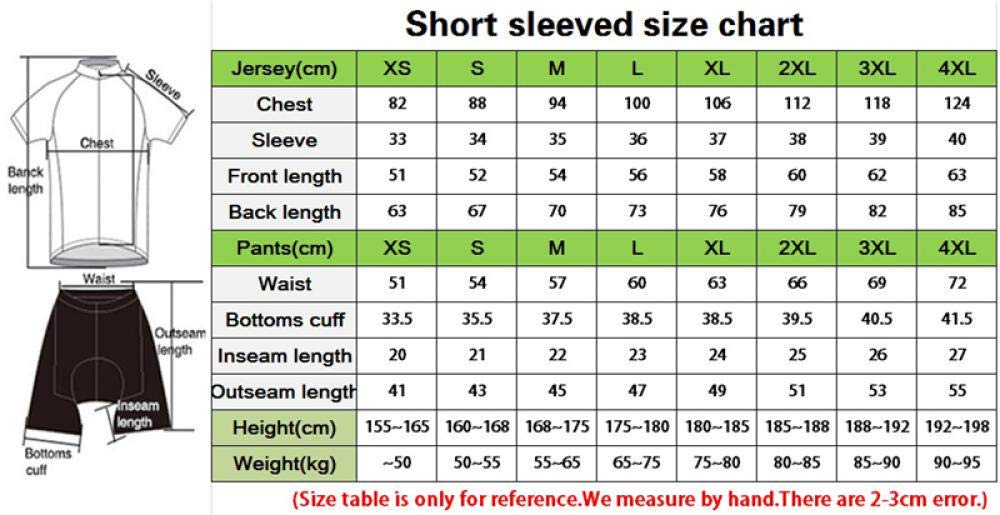 Short sleeved size chart
Jersey(cm) XS S M L XL 2XL 3XL 4XL
Chest 82 88 94 100 106 112 118 124
Sleeve 33 34 35 36 37 38 39 40
Front length 51 52 54 56 58 60 62 63
Back length 63 67 70 73 76 79 82 85
Pants(cm) XS S M L XL 2XL 3XL 4XL
Waist 51 54 57 60 63 66 69 72
Bottoms cuff 33.5 35.5 37.5 38.5 38.5 39.5 40.5 41.5
Inseam length 20 21 22 23 24 25 26 27
Outseam length 41 43 45 47 49 51 53 55
Height(cm) 155~165 160~168 168~175 175~180 180~185 185~188 188~192 192~198
Weight(kg) ~50 50~55 55~65 65~75 75~80 80~85 85~90 90~95
(Size table is only for reference.We measure by hand.There are 2-3cm error.)
Sleeve
Chest
Banck
length
Waist
Outseam
length
Inseam
length
Bottoms
cuff